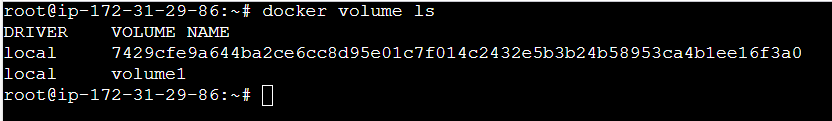 root@ip-172-31-29-86:~# docker volume ls
DRIVER    VOLUME NAME
local     7429cfe9a644ba2ce6cc8d95e01c7f014c2432e5b3b24b58953ca4b1ee16f3a0
local     volume1
root@ip-172-31-29-86:~#